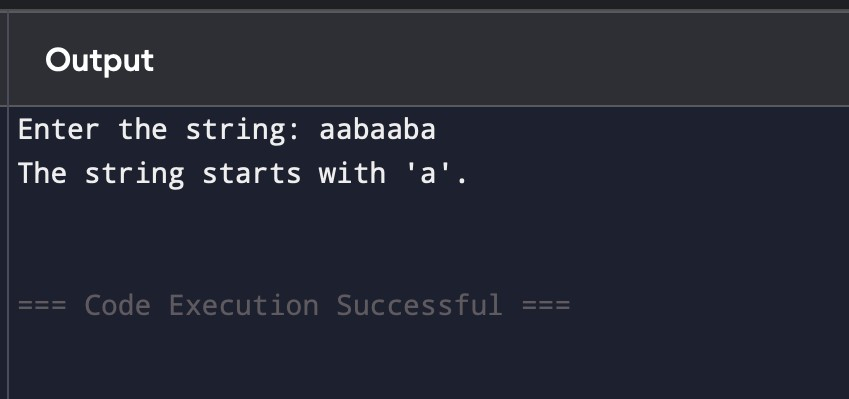 Output
Enter the string: aabaaba
The string starts with 'a'.
=== Code Execution Successful ===